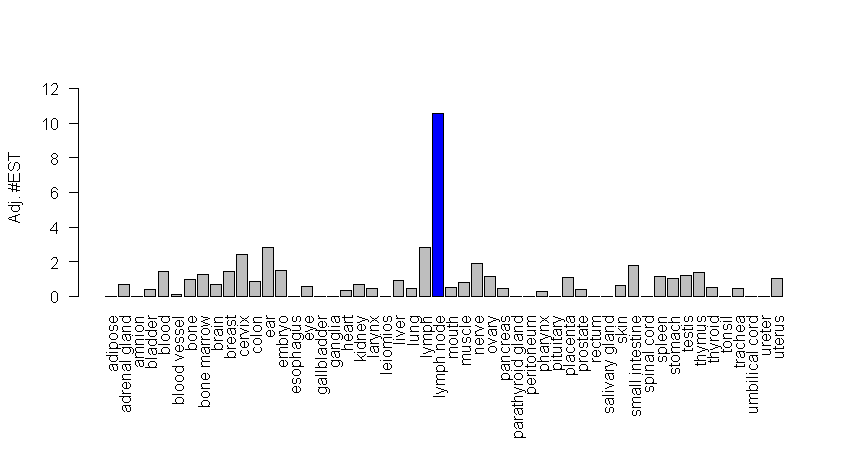 12
10
8
6
4
2
0
Adj. #EST
adipose
adrenal gland
amnion
bladder
blood
blood vessel
bone
bone marrow
brain
breast
cervix
colon
ear
embryo
esophagus
eye
gallbladder
ganglia
heart
kidney
larynx
leiomios
liver
lung
lymph
lymph node
mouth
muscle
nerve
ovary
pancreas
parathyroid gland
peritoneum
pharynx
pituitary
placenta
prostate
rectum
salivary gland
skin
small intestine
spinal cord
spleen
stomach
testis
thymus
thyroid
tonsil
trachea
umbilical cord
ureter
uterus